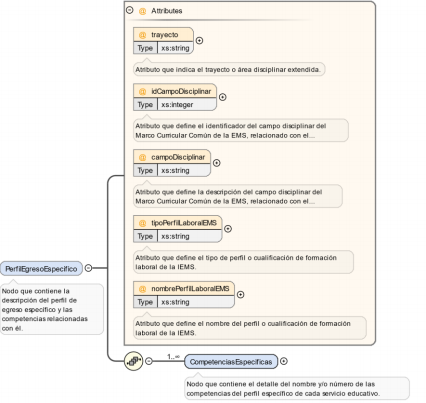 @ Attributes
@ trayecto
Type xs:string
Atributo que indica el trayecto o área disciplinar extendida.
@ idCampoDisciplinar
Type xs:integer
Atributo que define el identificador del campo disciplinar del
Marco Curricular Común de la EMS, relacionado con el...
@ campoDisciplinar
Type xs:string
Atributo que define la descripción del campo disciplinar del
Marco Curricular Común de la EMS, relacionado con el...
@ tipoPerfilLaboralEMS
Type xs:string
Atributo que define el tipo de perfil o cualificación de formación
laboral de la IEMS.
@ nombrePerfilLaboralEMS
Type xs:string
Atributo que define el nombre del perfil o cualificación de formación
laboral de la IEMS.
PerfilEgresoEspecifico
Nodo que contiene la
descripción del perfil de
egreso específico y las
competencias relacionadas
con él.
1..∞
CompetenciasEspecificas
Nodo que contiene el detalle del nombre y/o número de las
competencias del perfil específico de cada servicio educativo.